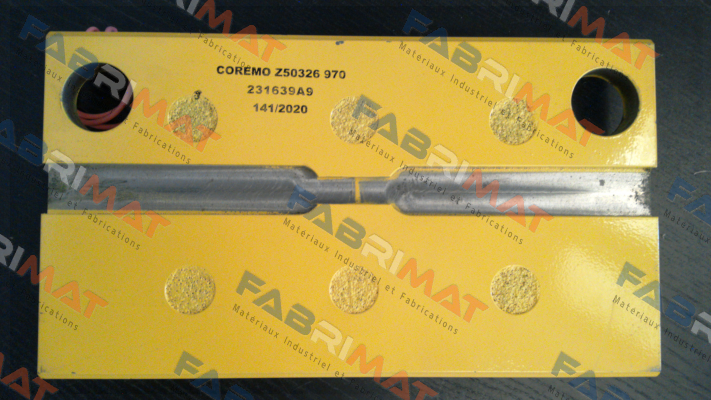 COREMO Z50326 970
231639A9
141/2020
FABRIMAT
Matériaux Industriel et Fabrications